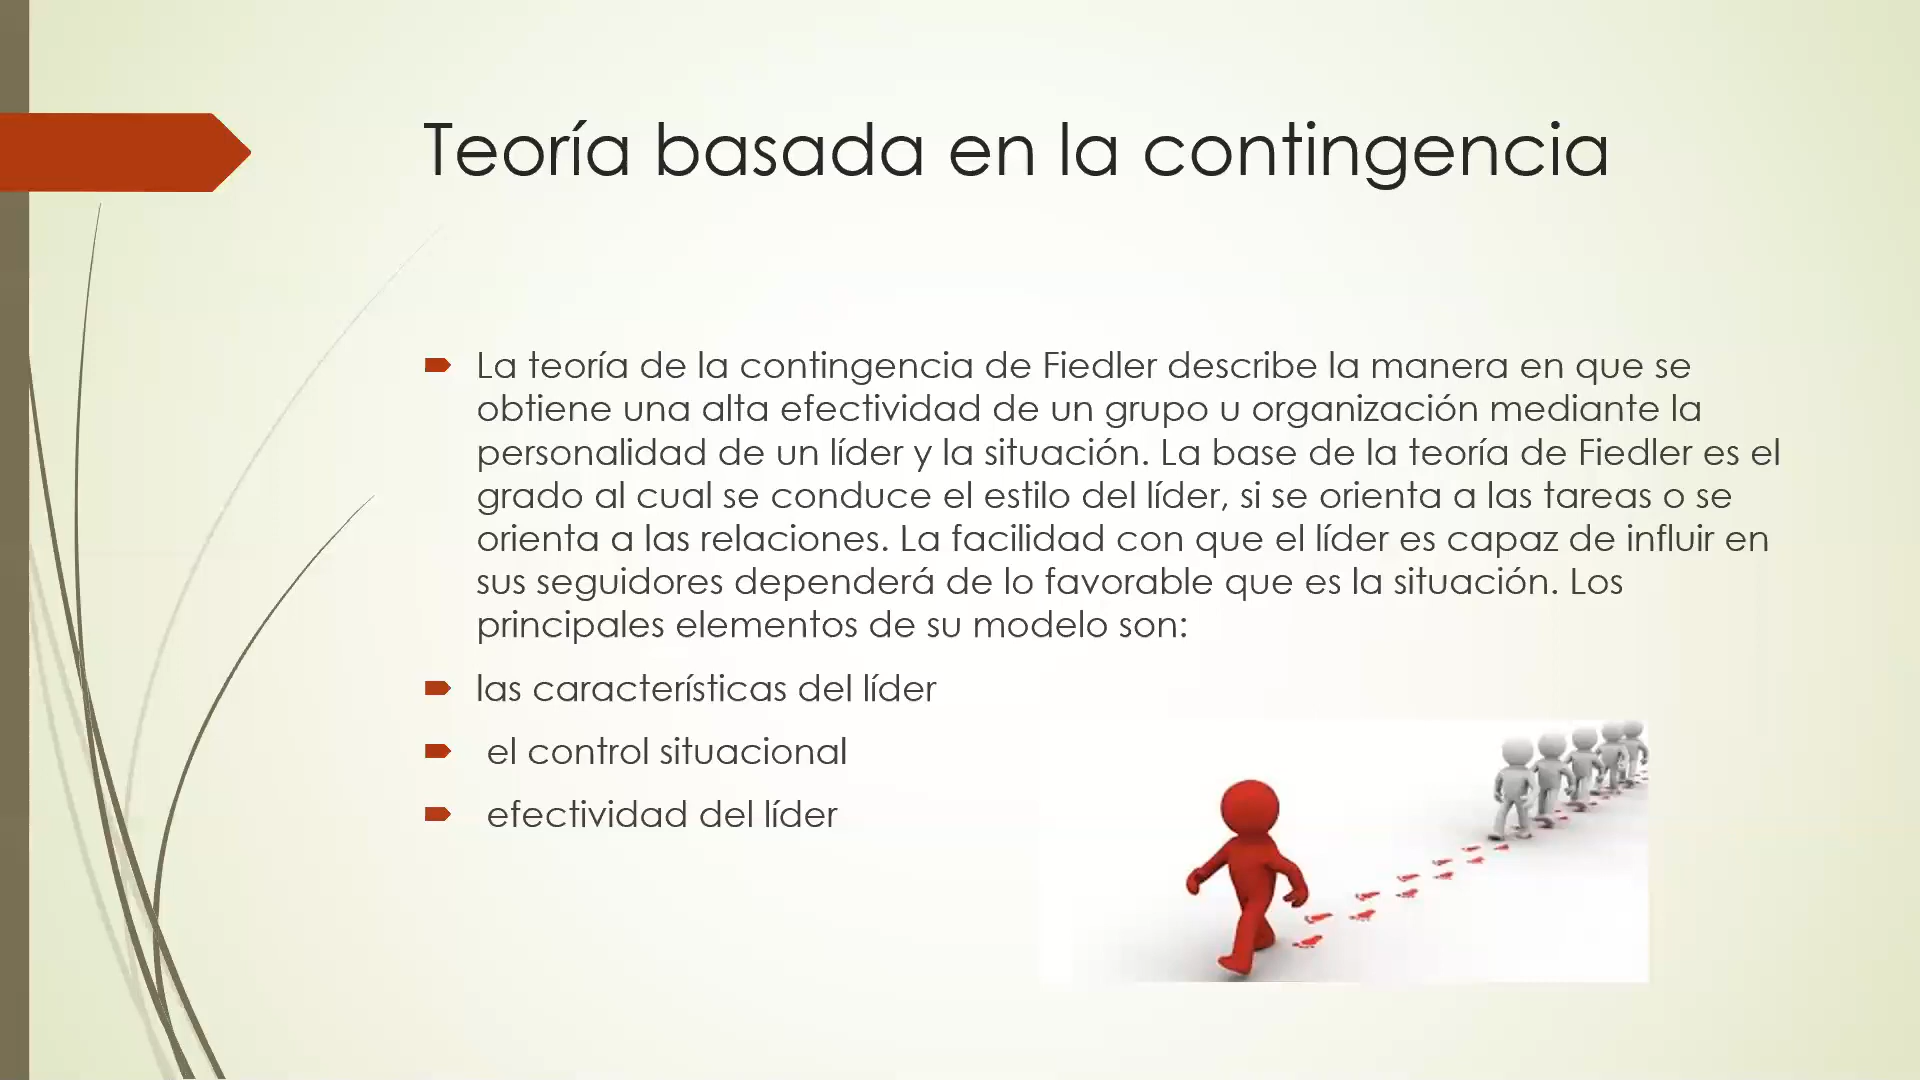 Teoría basada en la contingencia
La teoría de la contingencia de Fiedler describe la manera en que se
obtiene una alta efectividad de un grupo u organización mediante la
personalidad de un líder y la situación. La base de la teoría de Fiedler es el
grado al cual se conduce el estilo del líder, si se orienta a las tareas o se
orienta a las relaciones. La facilidad con que el líder es capaz de influir en
sus seguidores dependerá de lo favorable que es la situación. Los
principales elementos de su modelo son:
las características del líder
el control situacional
efectividad del líder